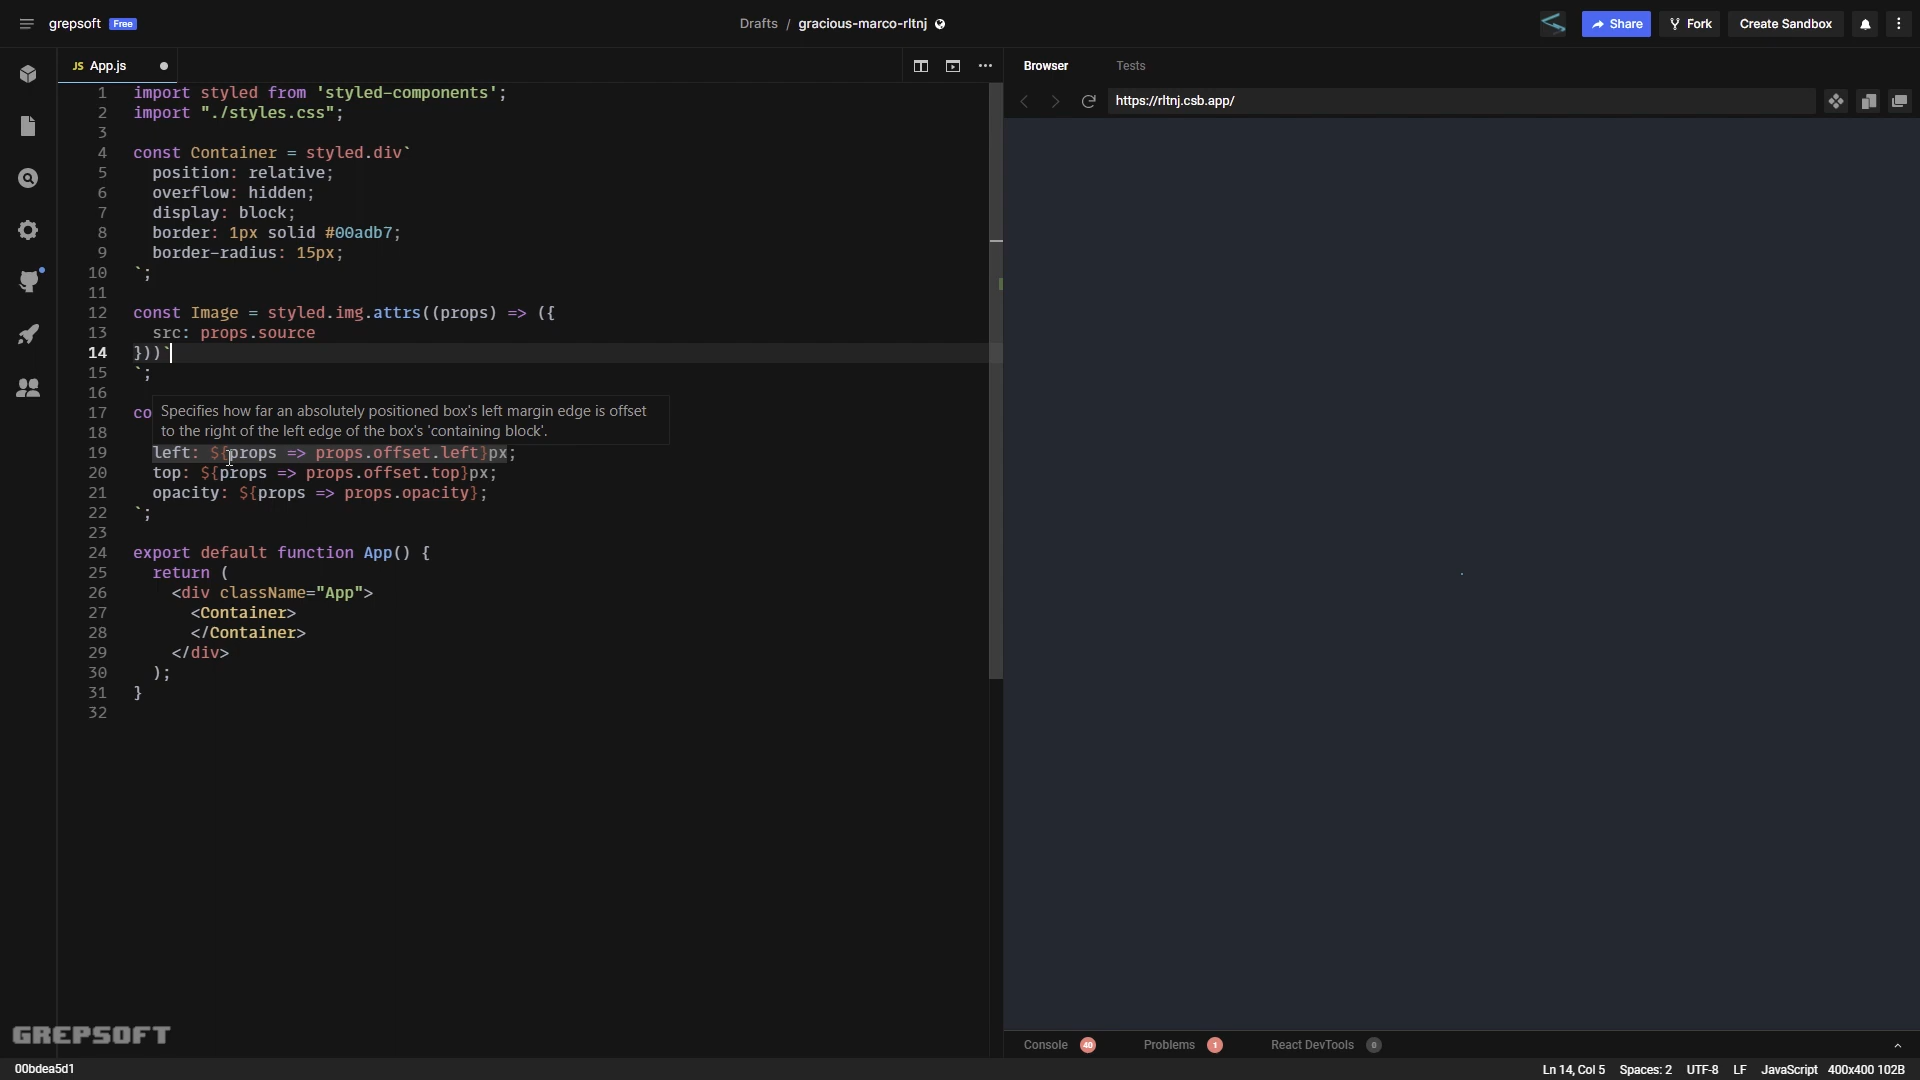 grepsoft Free
Drafts / gracious-marco-rltnj
Share
Fork
Create Sandbox
JS App.js
Browser
Tests
https://rltnj.csb.app/
1 import styled from 'styled-components';
2 import "./styles.css";
3
4 const Container = styled.div`
5 position: relative;
6 overflow: hidden;
7 display: block;
8 border: 1px solid #00adb7;
9 border-radius: 15px;
10 `;
11
12 const Image = styled.img.attrs((props) => ({
13 src: props.source
14 }))`
15 `;
16
17 co
Specifies how far an absolutely positioned box's left margin edge is offset
to the right of the left edge of the box's 'containing block'.
18
19 left: ${props => props.offset.left}px;
20 top: ${props => props.offset.top}px;
21 opacity: ${props => props.opacity};
22 `;
23
24 export default function App() {
25 return (
26 <div className="App">
27 <Container>
28 </Container>
29 </div>
30 );
31 }
32
GREPSOFT
Console 40
Problems 1
React DevTools 0
00bdea5d1
Ln 14, Col 5 Spaces: 2 UTF-8 LF JavaScript 400x400 102B